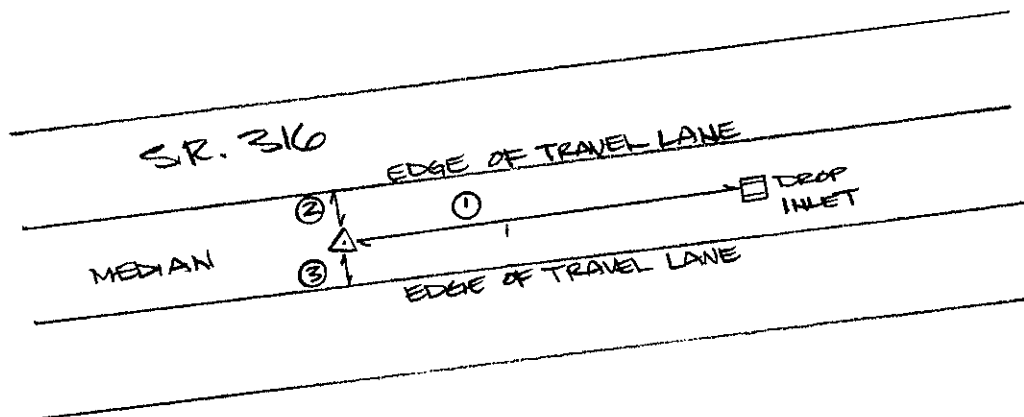 S.R. 316
EDGE OF TRAVEL LANE
② ① DROP
INLET
MEDIAN
③ EDGE OF TRAVEL LANE